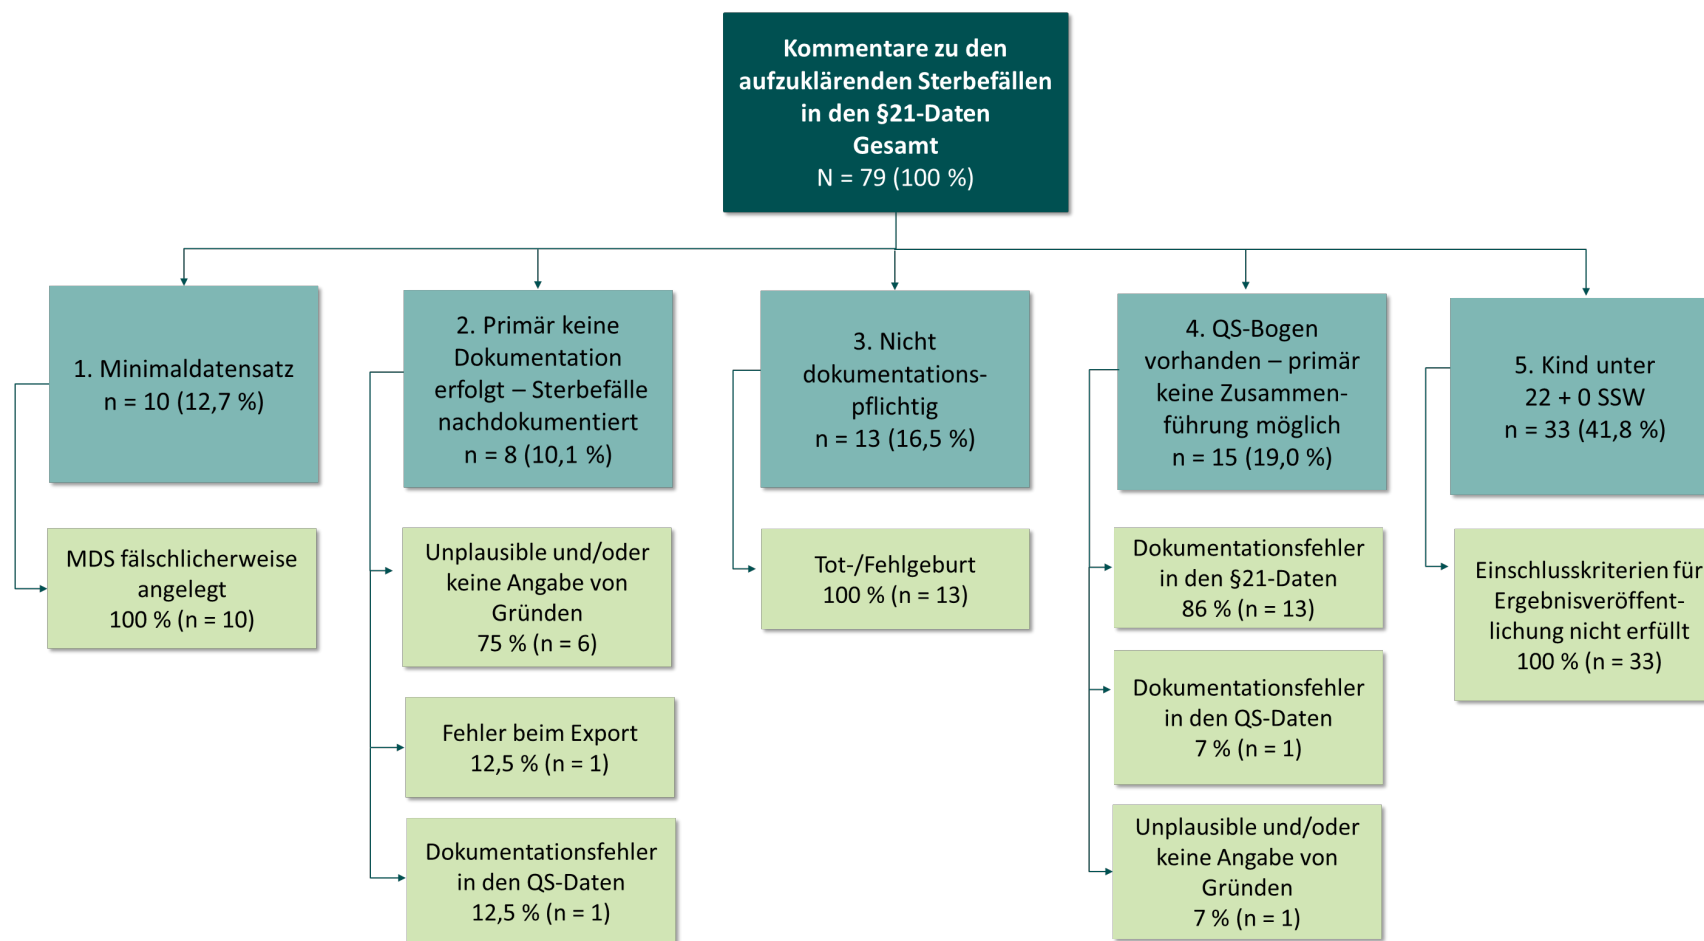 Kommentare zu den
aufzuklärenden Sterbefällen
in den §21-Daten
Gesamt
N = 79 (100 %)
1. Minimaldatensatz
n = 10 (12,7 %)
MDS fälschlicherweise
angelegt
100 % (n = 10)
2. Primär keine
Dokumentation
erfolgt – Sterbefälle
nachdokumentiert
n = 8 (10,1 %)
Unplausible und/oder
keine Angabe von
Gründen
75 % (n = 6)
Fehler beim Export
12,5 % (n = 1)
Dokumentationsfehler
in den QS-Daten
12,5 % (n = 1)
3. Nicht
dokumentations-
pflichtig
n = 13 (16,5 %)
Tot-/Fehlgeburt
100 % (n = 13)
4. QS-Bogen
vorhanden – primär
keine Zusammen-
führung möglich
n = 15 (19,0 %)
Dokumentationsfehler
in den §21-Daten
86 % (n = 13)
Dokumentationsfehler
in den QS-Daten
7 % (n = 1)
Unplausible und/oder
keine Angabe von
Gründen
7 % (n = 1)
5. Kind unter
22 + 0 SSW
n = 33 (41,8 %)
Einschlusskriterien für
Ergebnisveröffent-
lichung nicht erfüllt
100 % (n = 33)